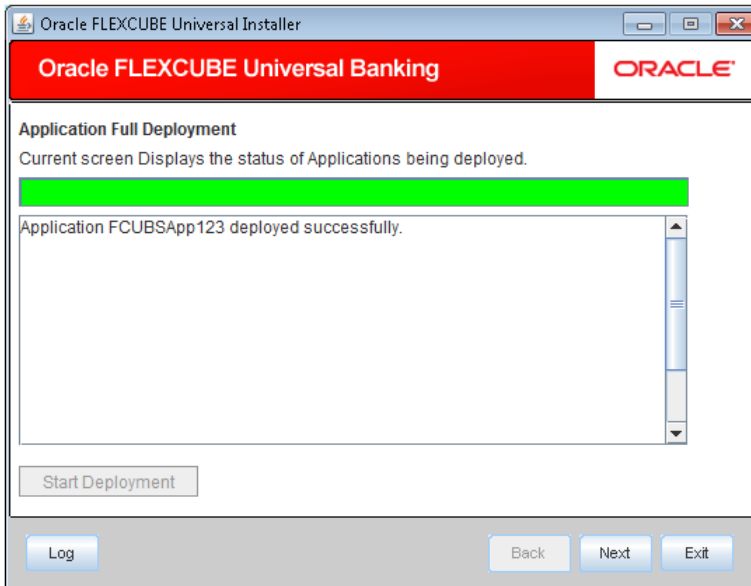 Oracle FLEXCUBE Universal Installer
Oracle FLEXCUBE Universal Banking
ORACLE
Application Full Deployment
Current screen Displays the status of Applications being deployed.
Application FCUBSApp123 deployed successfully.
Start Deployment
Log
Back
Next
Exit